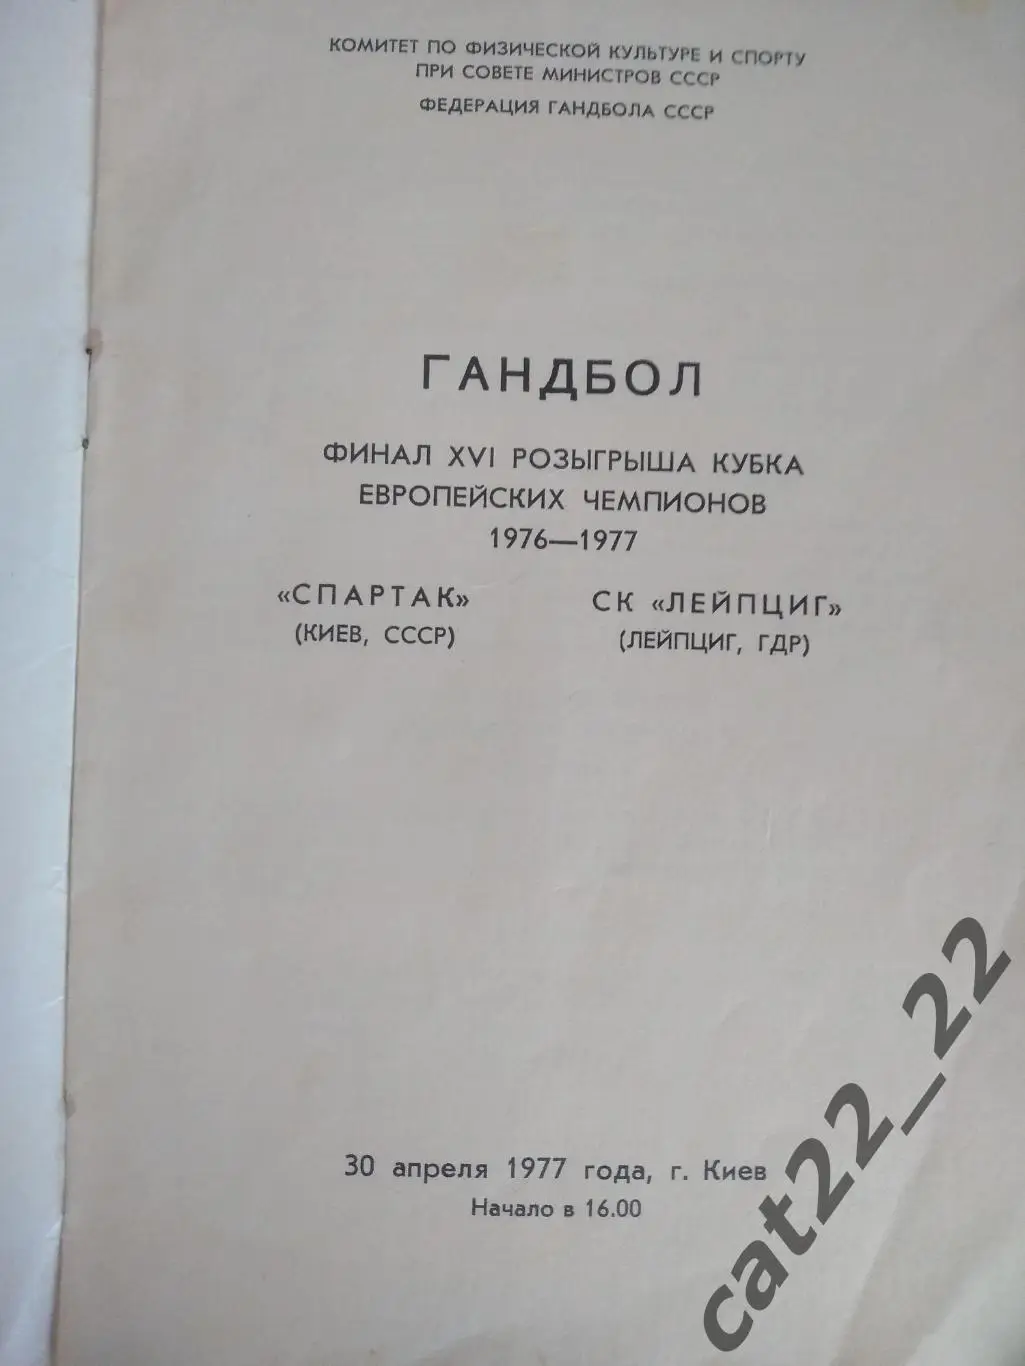 КОМИТЕТ ПО ФИЗИЧЕСКОЙ КУЛЬТУРЕ И СПОРТУ
ПРИ СОВЕТЕ МИНИСТРОВ СССР
ФЕДЕРАЦИЯ ГАНДБОЛА СССР
ГАНДБОЛ
ФИНАЛ XVI РОЗЫГРЫША КУБКА
ЕВРОПЕЙСКИХ ЧЕМПИОНОВ
1976—1977
«СПАРТАК» СК «ЛЕЙПЦИГ»
(КИЕВ, СССР) (ЛЕЙПЦИГ, ГДР)
30 апреля 1977 года, г. Киев
Начало в 16.00
cat22_22